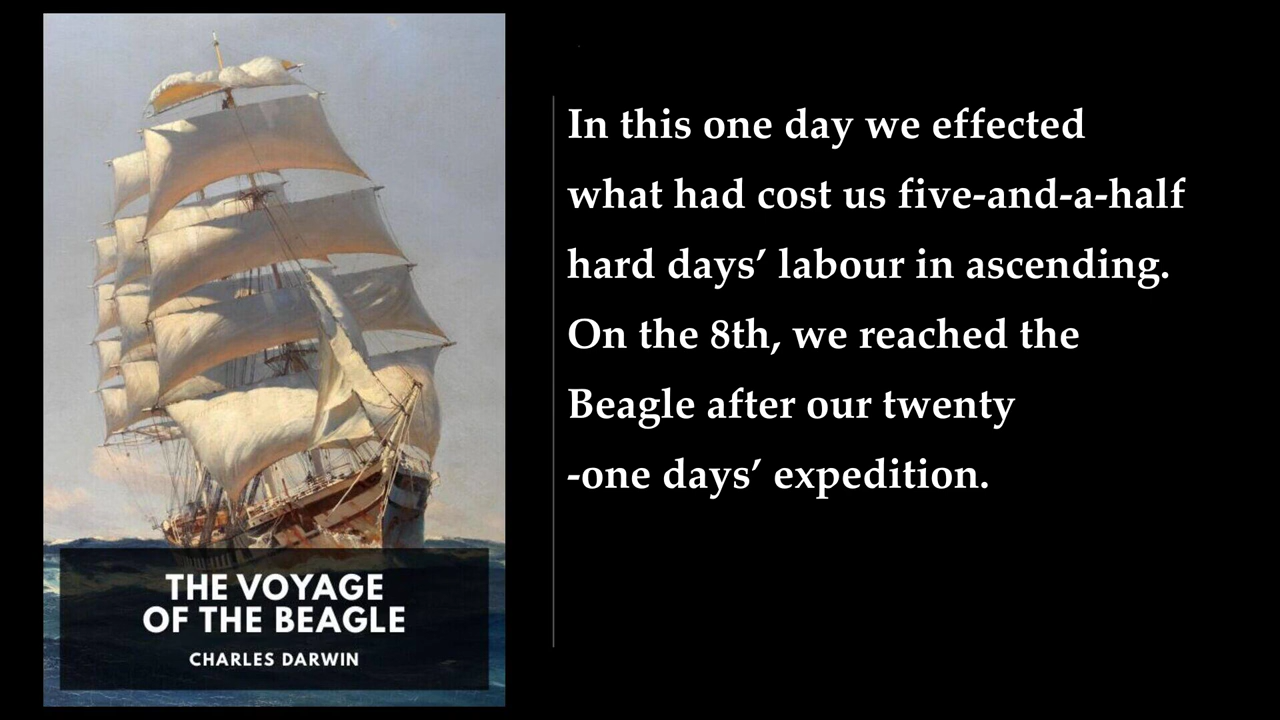 THE VOYAGE
OF THE BEAGLE
CHARLES DARWIN
In this one day we effected
what had cost us five-and-a-half
hard days’ labour in ascending.
On the 8th, we reached the
Beagle after our twenty
-one days’ expedition.